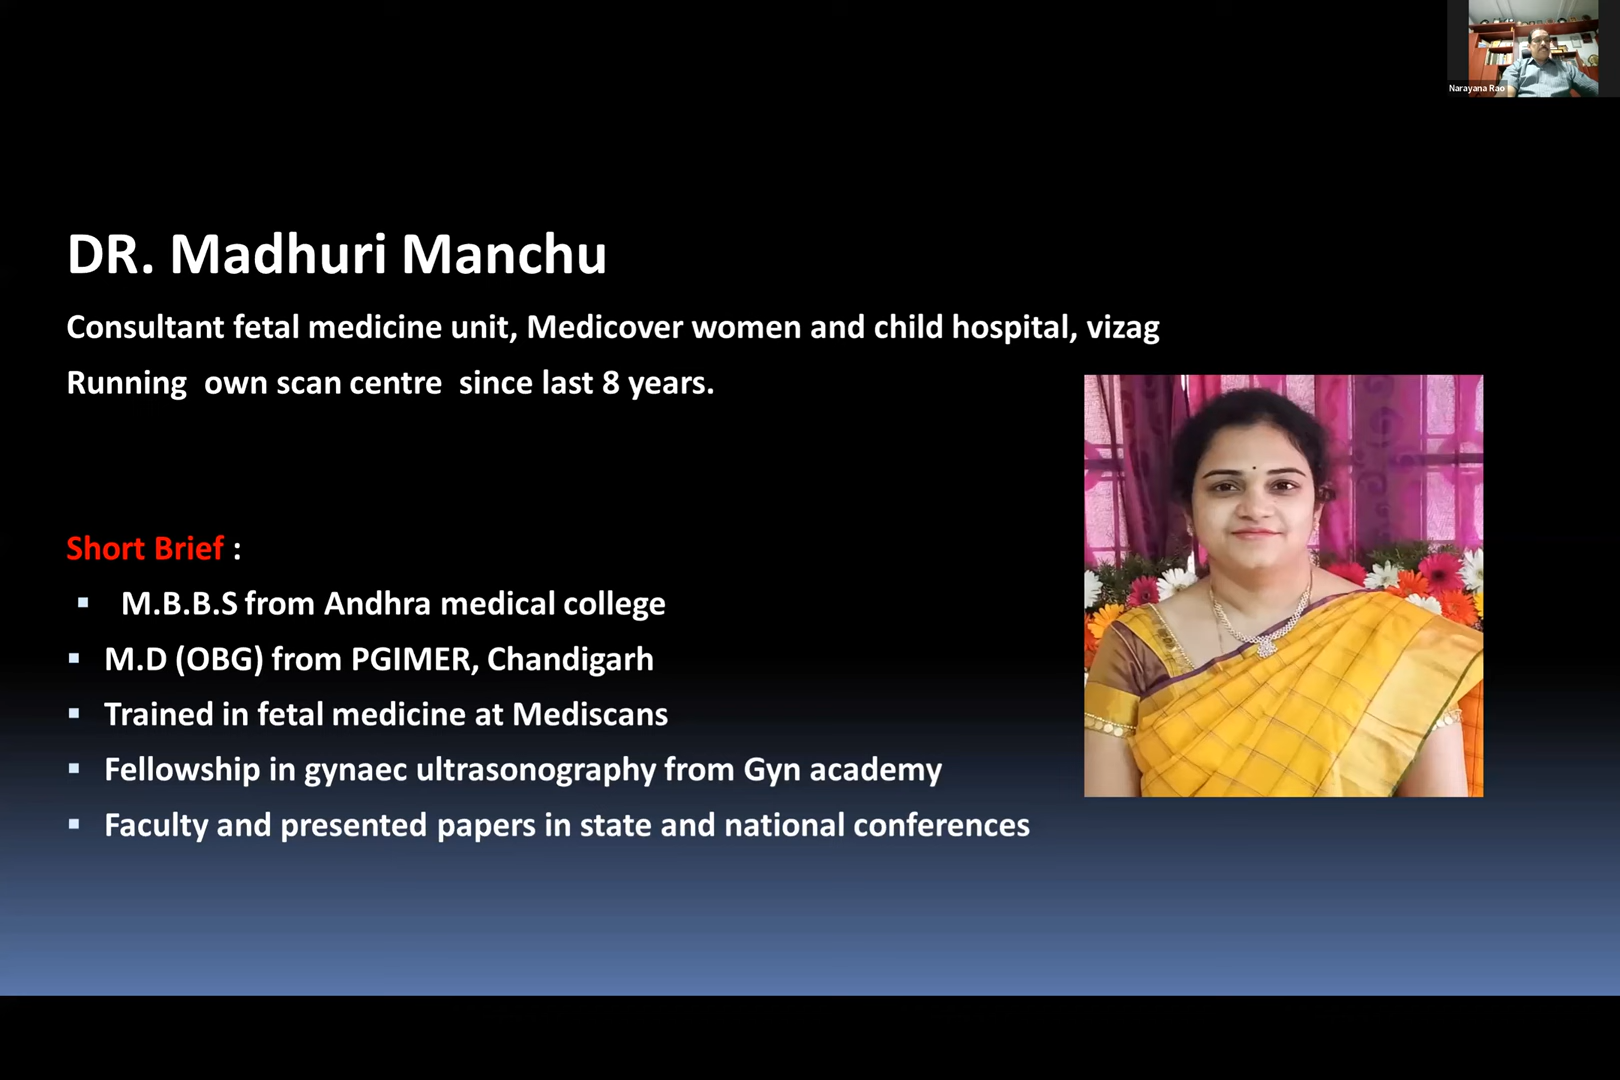 Narayana Rao
DR. Madhuri Manchu
Consultant fetal medicine unit, Medicover women and child hospital, vizag
Running own scan centre since last 8 years.
Short Brief :
▪ M.B.B.S from Andhra medical college
▪ M.D (OBG) from PGIMER, Chandigarh
▪ Trained in fetal medicine at Mediscans
▪ Fellowship in gynaec ultrasonography from Gyn academy
▪ Faculty and presented papers in state and national conferences